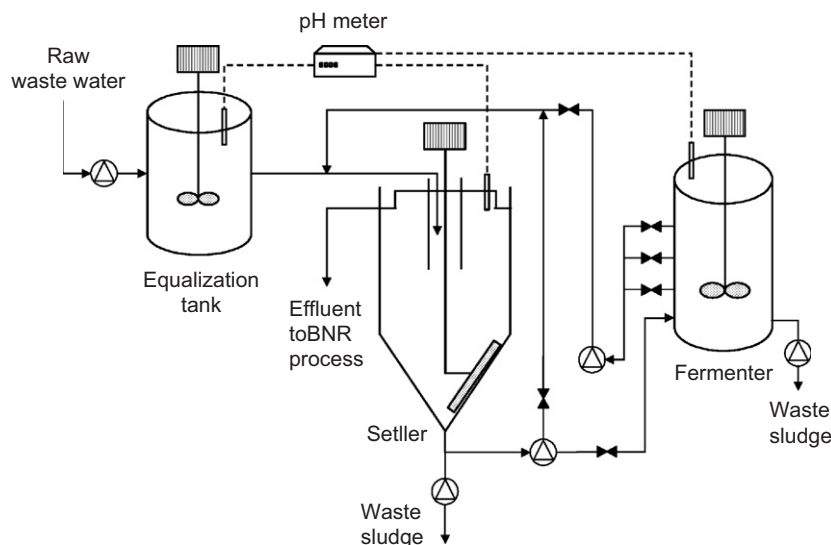 pH meter
Raw
waste water
Equalization
tank
Effluent
toBNR
process
Setller
Fermenter
Waste
sludge
Waste
sludge